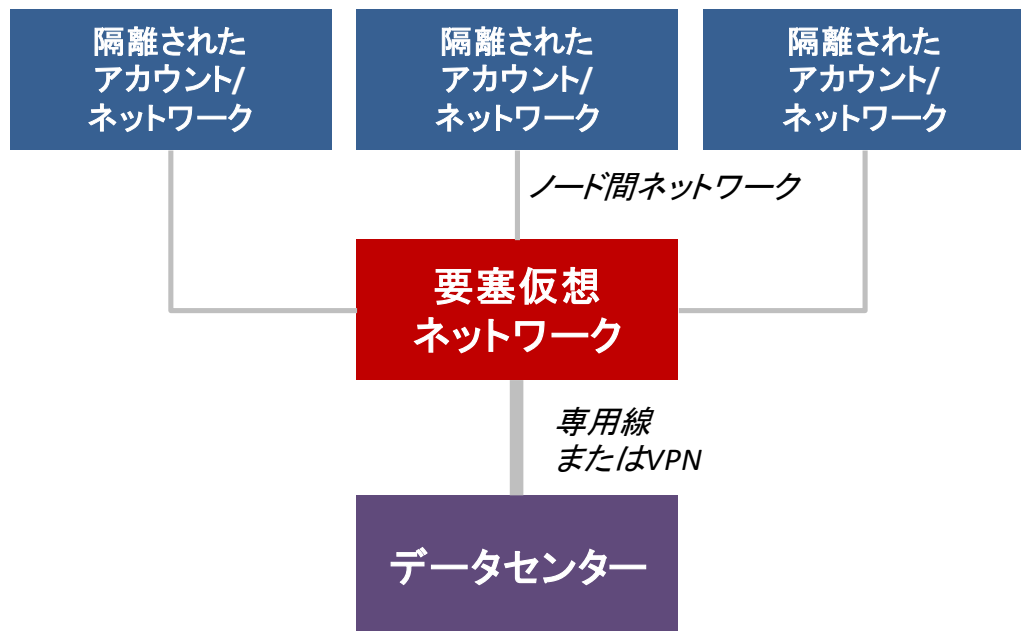 隔離された
アカウント/
ネットワーク
隔離された
アカウント/
ネットワーク
隔離された
アカウント/
ネットワーク
ノード間ネットワーク
要塞仮想
ネットワーク
専用線
またはVPN
データセンター